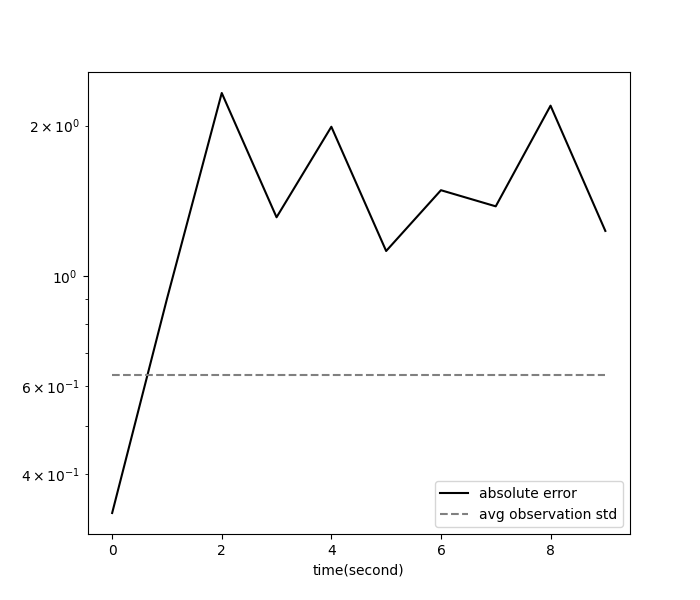 2 × 10⁰
10⁰
6 × 10⁻¹
4 × 10⁻¹
absolute error
avg observation std
0 2 4 6 8
time(second)